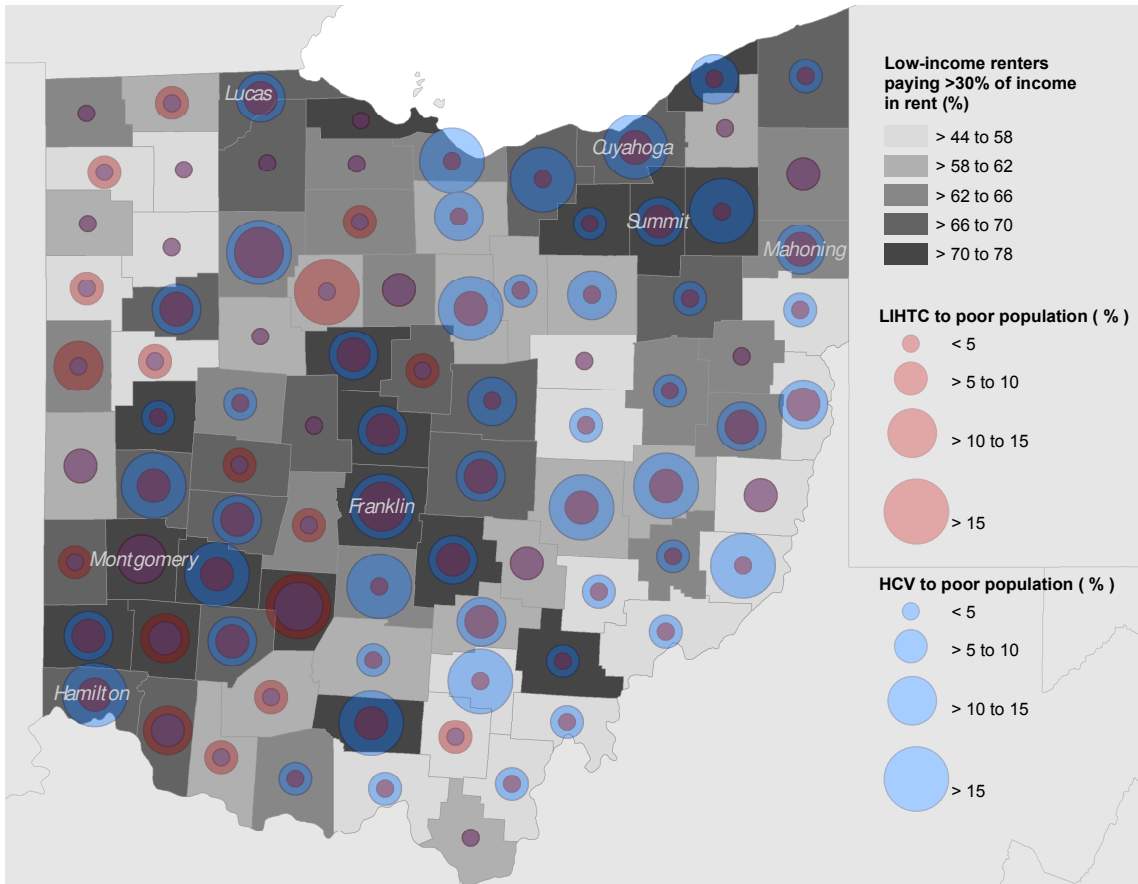 Low-income renters
paying >30% of income
in rent (%)
> 44 to 58
> 58 to 62
> 62 to 66
> 66 to 70
> 70 to 78
LIHTC to poor population ( % )
< 5
> 5 to 10
> 10 to 15
> 15
HCV to poor population ( % )
< 5
> 5 to 10
> 10 to 15
> 15
Lucas
Cuyahoga
Summit
Mahoning
Franklin
Montgomery
Hamilton